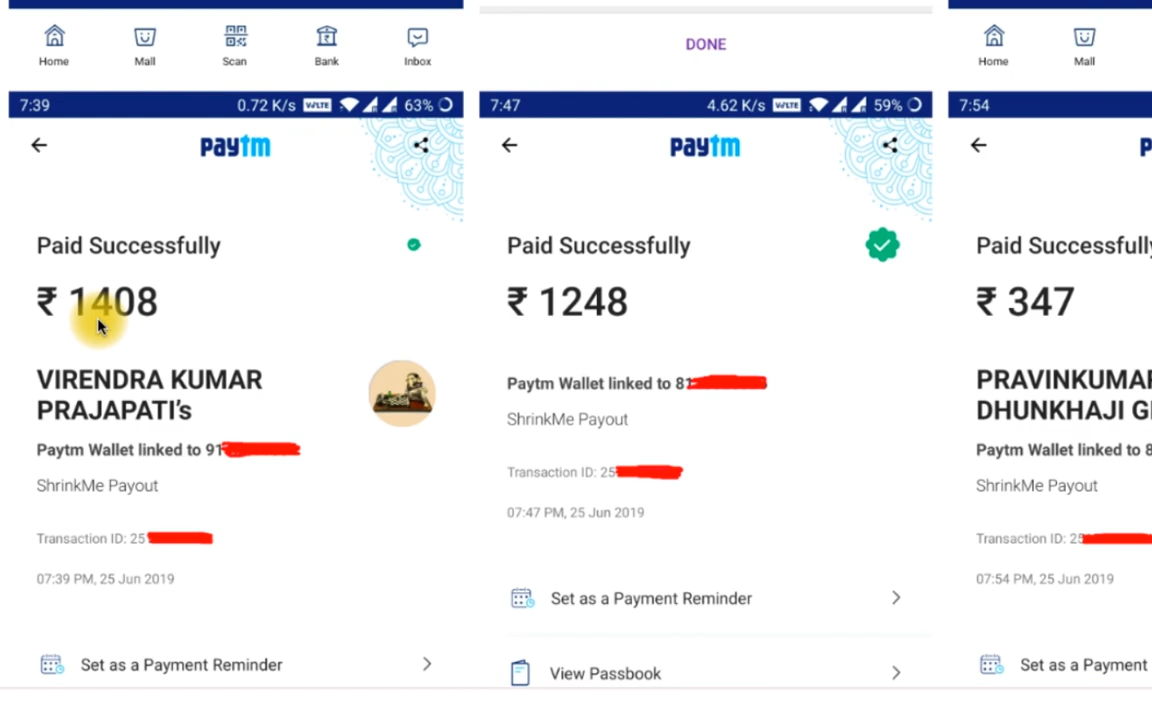 Home Mall Scan Bank Inbox
7:39 0.72 K/s VoLTE 63%
paytm
Paid Successfully
₹ 1408
VIRENDRA KUMAR
PRAJAPATI's
Paytm Wallet linked to 91
ShrinkMe Payout
Transaction ID: 25
07:39 PM, 25 Jun 2019
Set as a Payment Reminder
DONE
7:47 4.62 K/s VoLTE 59%
paytm
Paid Successfully
₹ 1248
Paytm Wallet linked to 81
ShrinkMe Payout
Transaction ID: 25
07:47 PM, 25 Jun 2019
Set as a Payment Reminder
View Passbook
Home Mall
7:54
P
Paid Successfully
₹ 347
PRAVINKUMAR
DHUNKHAJI G
Paytm Wallet linked to 8
ShrinkMe Payout
Transaction ID: 25
07:54 PM, 25 Jun 2019
Set as a Payment